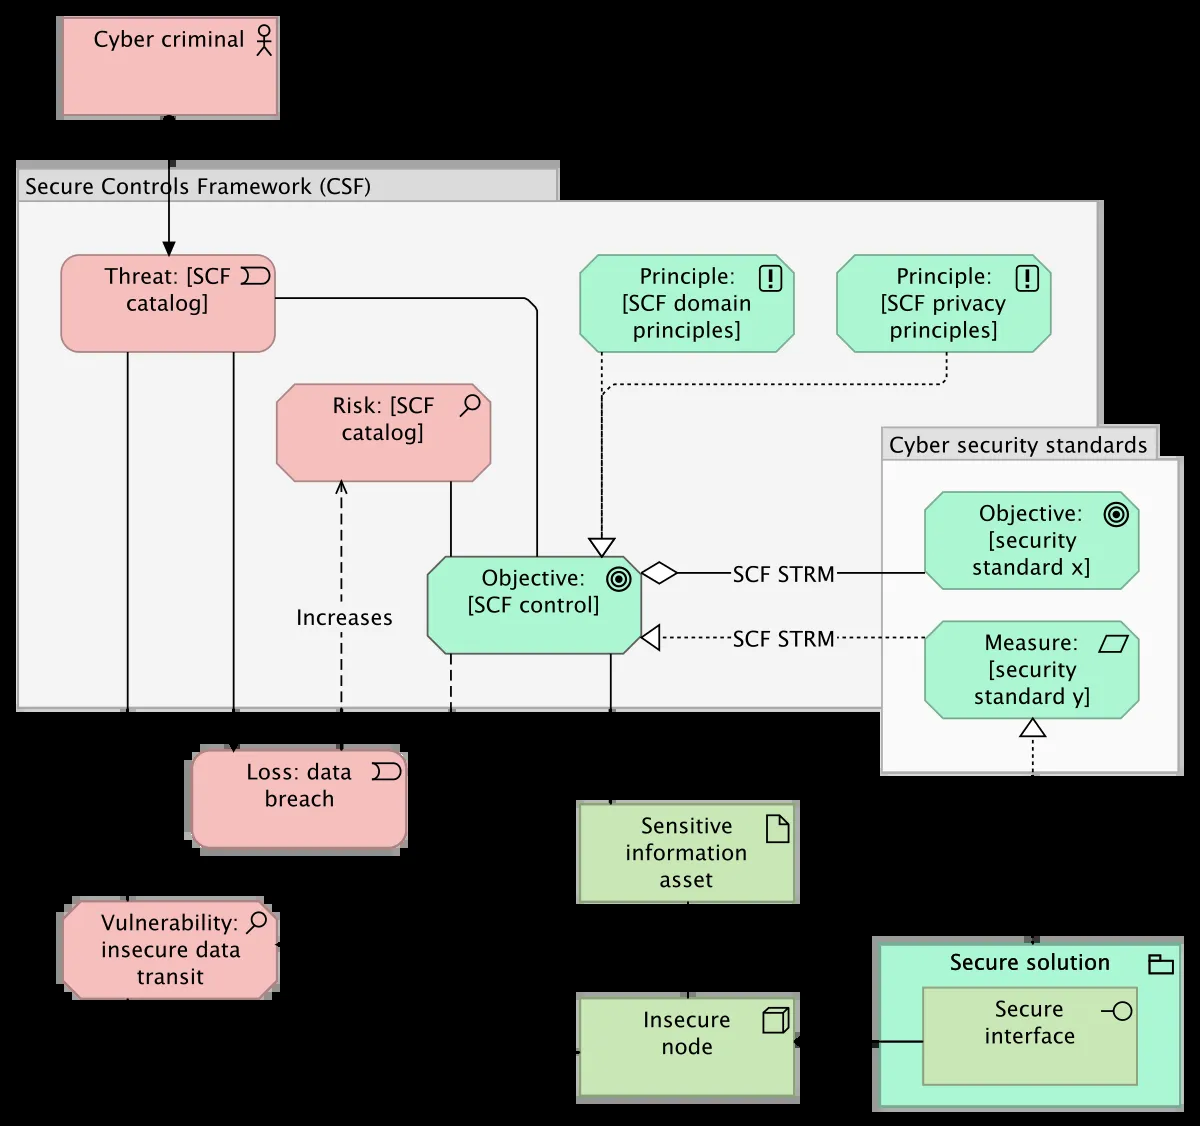 Cyber criminal
Secure Controls Framework (CSF)
Threat: [SCF
catalog]
Principle:
[SCF domain
principles]
Principle:
[SCF privacy
principles]
Risk: [SCF
catalog]
Cyber security standards
Objective:
[security
standard x]
Objective:
[SCF control]
SCF STRM
Increases
SCF STRM
Measure:
[security
standard y]
Loss: data
breach
Sensitive
information
asset
Vulnerability:
insecure data
transit
Secure solution
Secure
interface
Insecure
node